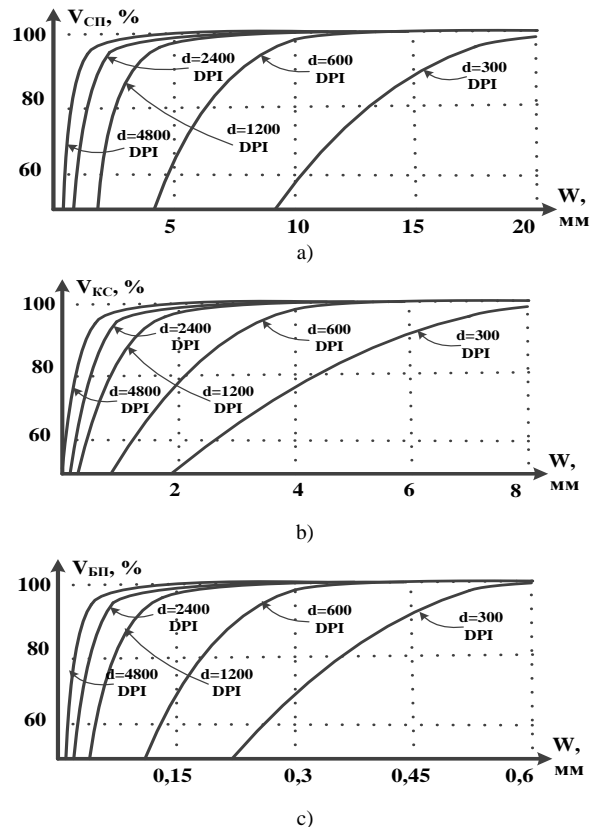 V_СП, %
100
80
60
d=2400
DPI
d=600
DPI
d=300
DPI
d=4800
DPI
d=1200
DPI
5
10
15
20
W,
мм
a)
V_КС, %
100
80
60
d=2400
DPI
d=600
DPI
d=300
DPI
d=4800
DPI
d=1200
DPI
2
4
6
8
W,
мм
b)
V_БП, %
100
80
60
d=2400
DPI
d=600
DPI
d=300
DPI
d=4800
DPI
d=1200
DPI
0,15
0,3
0,45
0,6
W,
мм
c)